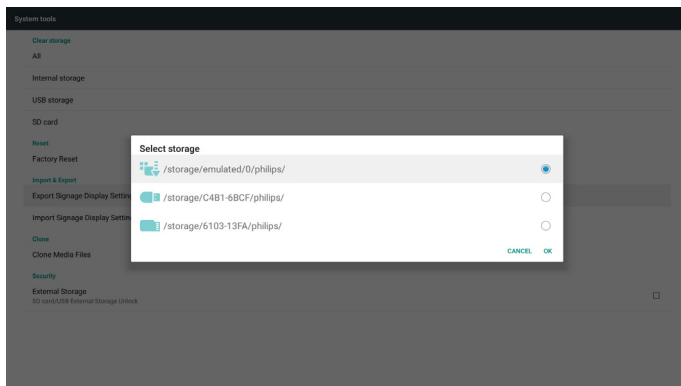 System tools
Clear storage
All
Internal storage
USB storage
SD card
Reset
Factory Reset
Import & Export
Export Signage Display Setting
Import Signage Display Settin
Clone
Clone Media Files
Security
External Storage
SD card/USB External Storage Unlock
Select storage
/storage/emulated/0/philips/
/storage/C4B1-6BCF/philips/
/storage/6103-13FA/philips/
CANCEL OK